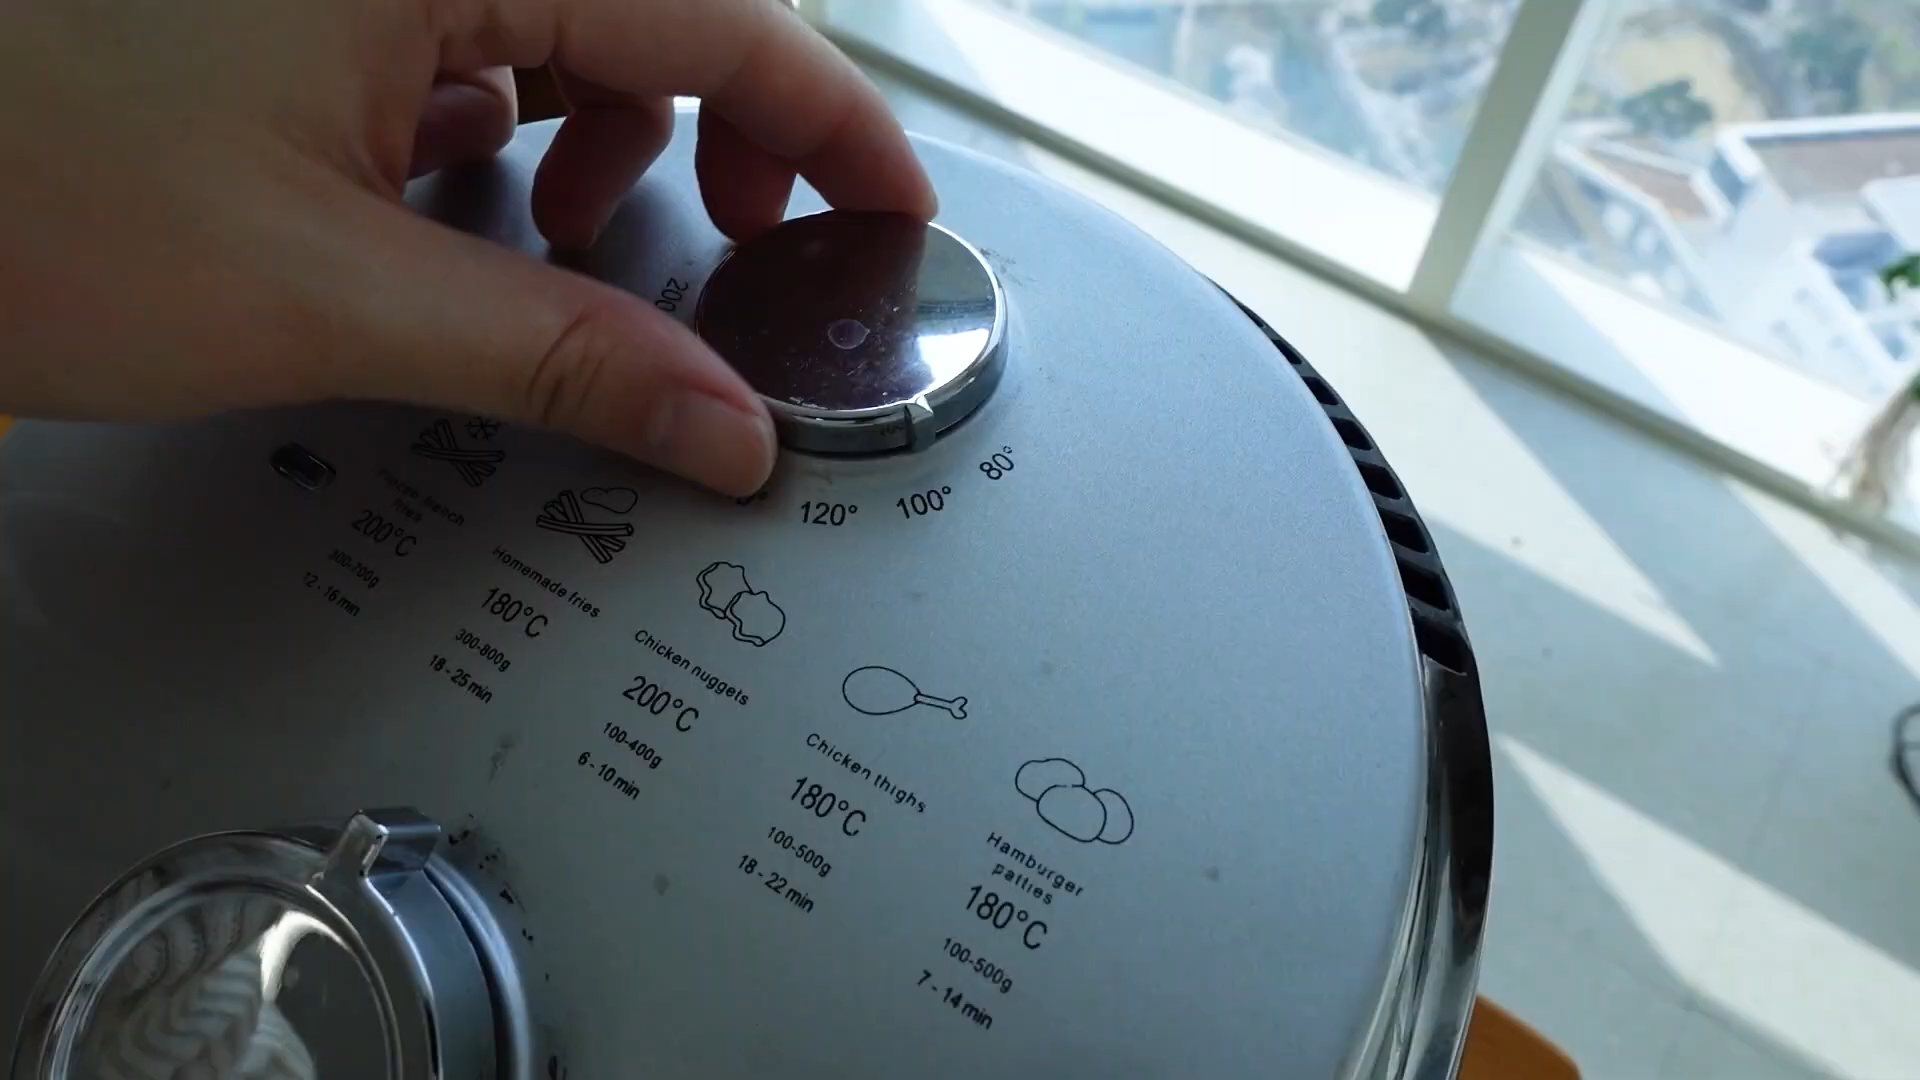 200
120°
100°
80°
fries
200°C
300-700g
12 - 16 min
Homemade fries
180°C
300-800g
18 - 25 min
Chicken nuggets
200°C
100-400g
6 - 10 min
Chicken thighs
180°C
100-500g
18 - 22 min
Hamburger
patties
180°C
100-500g
7 - 14 min